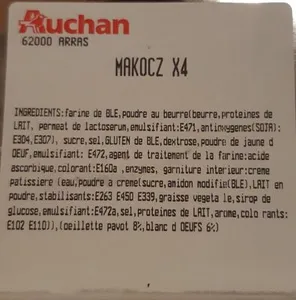 Auchan
62000 ARRAS
MAKOCZ X4
INGREDIENTS:farine de BLE,poudre au beurre(beurre,proteines de
LAIT, permeat de lactoserum,emulsifiant:E471,antioxygenes(SOJA):
E304,E307), sucre,sel,GLUTEN de BLE,dextrose,poudre de jaune d
OEUF,emulsifiant: E472,agent de traitement de la farine:acide
ascorbique,colorant:E160a ,enzymes, garniture interieur:creme
patissiere (eau,poudre a creme(sucre,amidon modifie(BLE),LAIT en
poudre,stabilisants:E263 E450 E339,graisse vegeta le,sirop de
glucose,emulsifiant:E472a,sel,proteines de LAIT,arome,colo rants:
E102 E110)),(oeillette pavot 8%,blanc d OEUFS 6%)